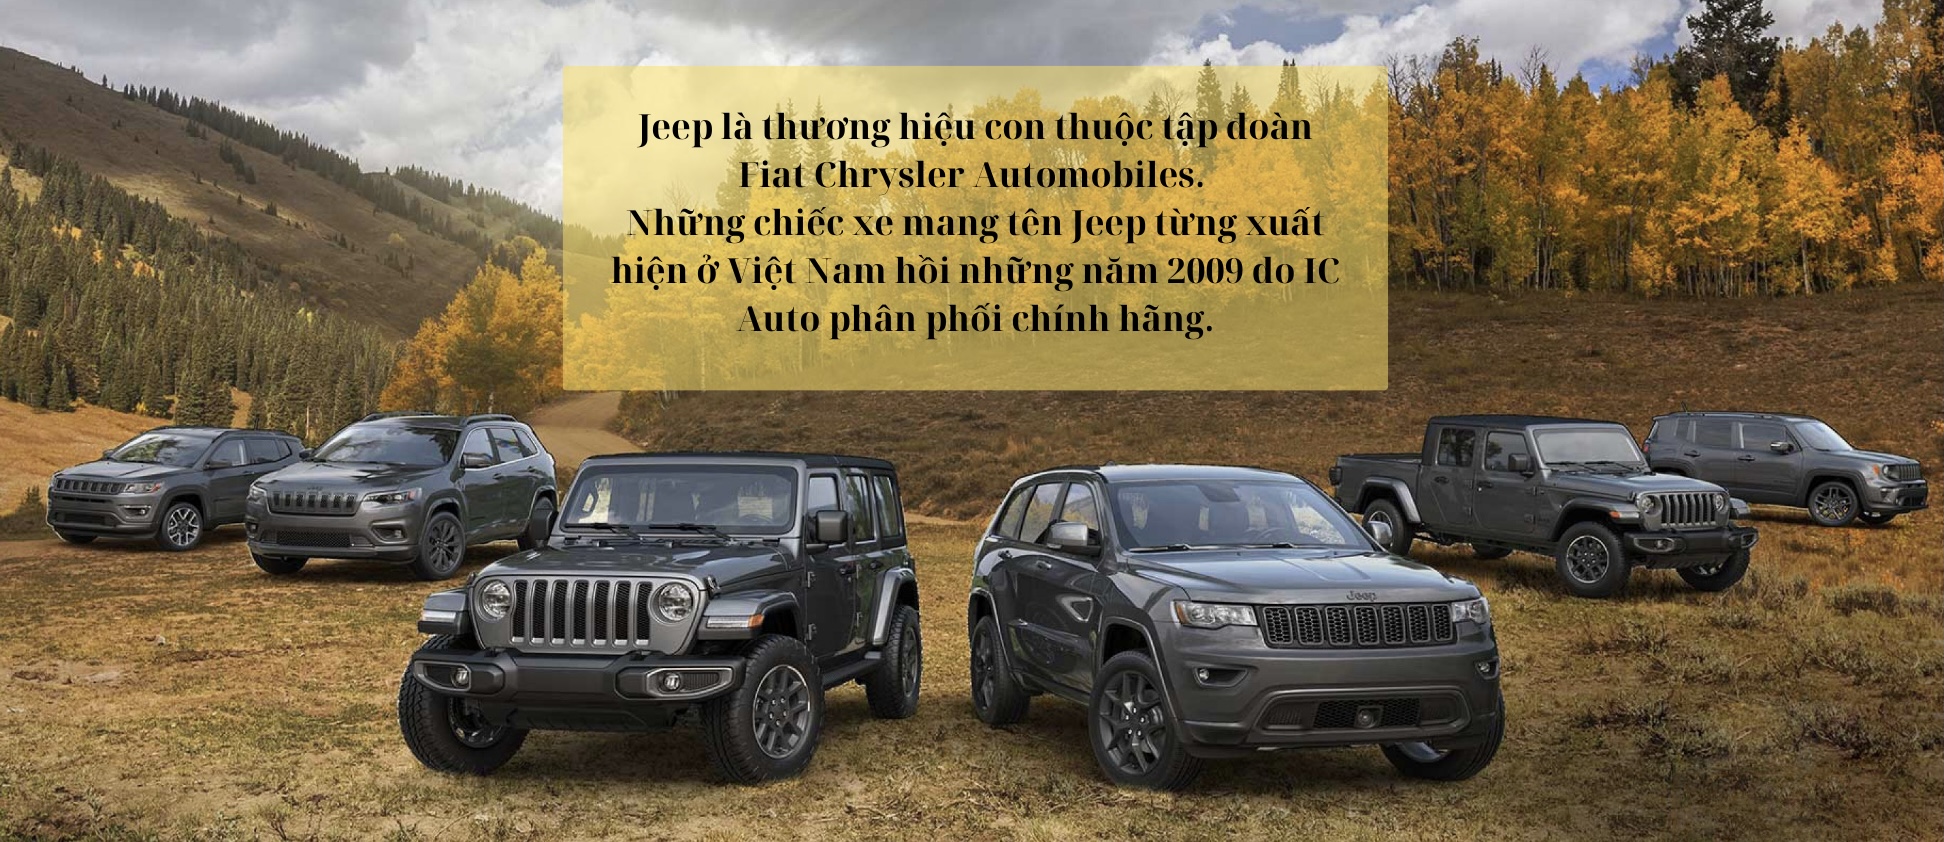 Jeep là thương hiệu con thuộc tập đoàn
Fiat Chrysler Automobiles.
Những chiếc xe mang tên Jeep từng xuất
hiện ở Việt Nam hồi những năm 2009 do IC
Auto phân phối chính hãng.
Jeep